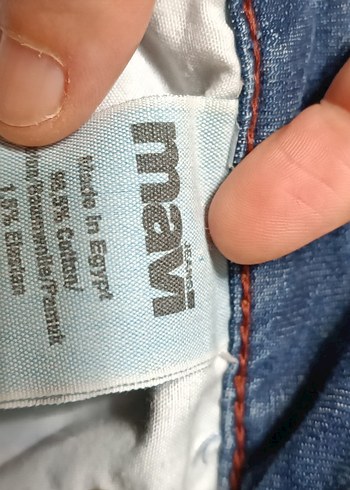 mavi
JEANS
Made In Egypt
98.5% Cotton/
Baumwolle/Pamuk
1.5% Elastan